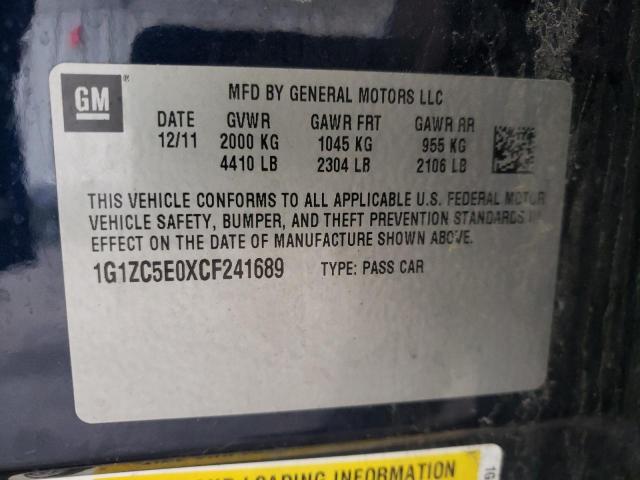 GM
MFD BY GENERAL MOTORS LLC
DATE GVWR GAWR FRT GAWR RR
12/11 2000 KG 1045 KG 955 KG
4410 LB 2304 LB 2106 LB
THIS VEHICLE CONFORMS TO ALL APPLICABLE U.S. FEDERAL MOTOR
VEHICLE SAFETY, BUMPER, AND THEFT PREVENTION STANDARDS IN
EFFECT ON THE DATE OF MANUFACTURE SHOWN ABOVE.
1G1ZC5E0XCF241689 TYPE: PASS CAR
LOADING INFORMATION
1G